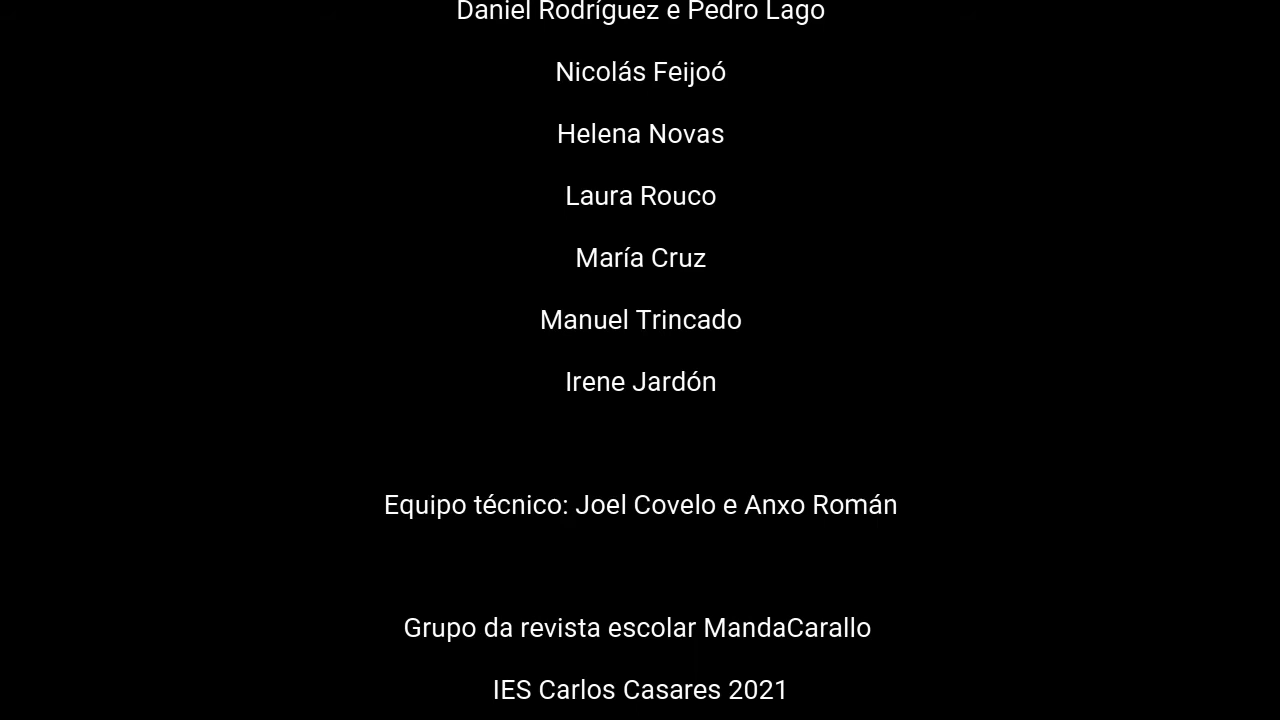 Daniel Rodríguez e Pedro Lago
Nicolás Feijoó
Helena Novas
Laura Rouco
María Cruz
Manuel Trincado
Irene Jardón
Equipo técnico: Joel Covelo e Anxo Román
Grupo da revista escolar MandaCarallo
IES Carlos Casares 2021